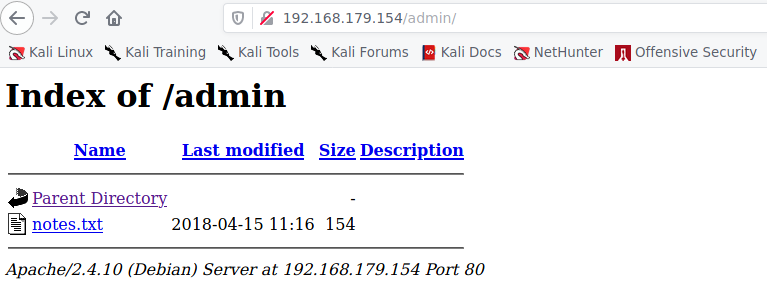 192.168.179.154/admin/
Kali Linux Kali Training Kali Tools Kali Forums Kali Docs NetHunter Offensive Security
Index of /admin
Name Last modified Size Description
Parent Directory -
notes.txt 2018-04-15 11:16 154
Apache/2.4.10 (Debian) Server at 192.168.179.154 Port 80